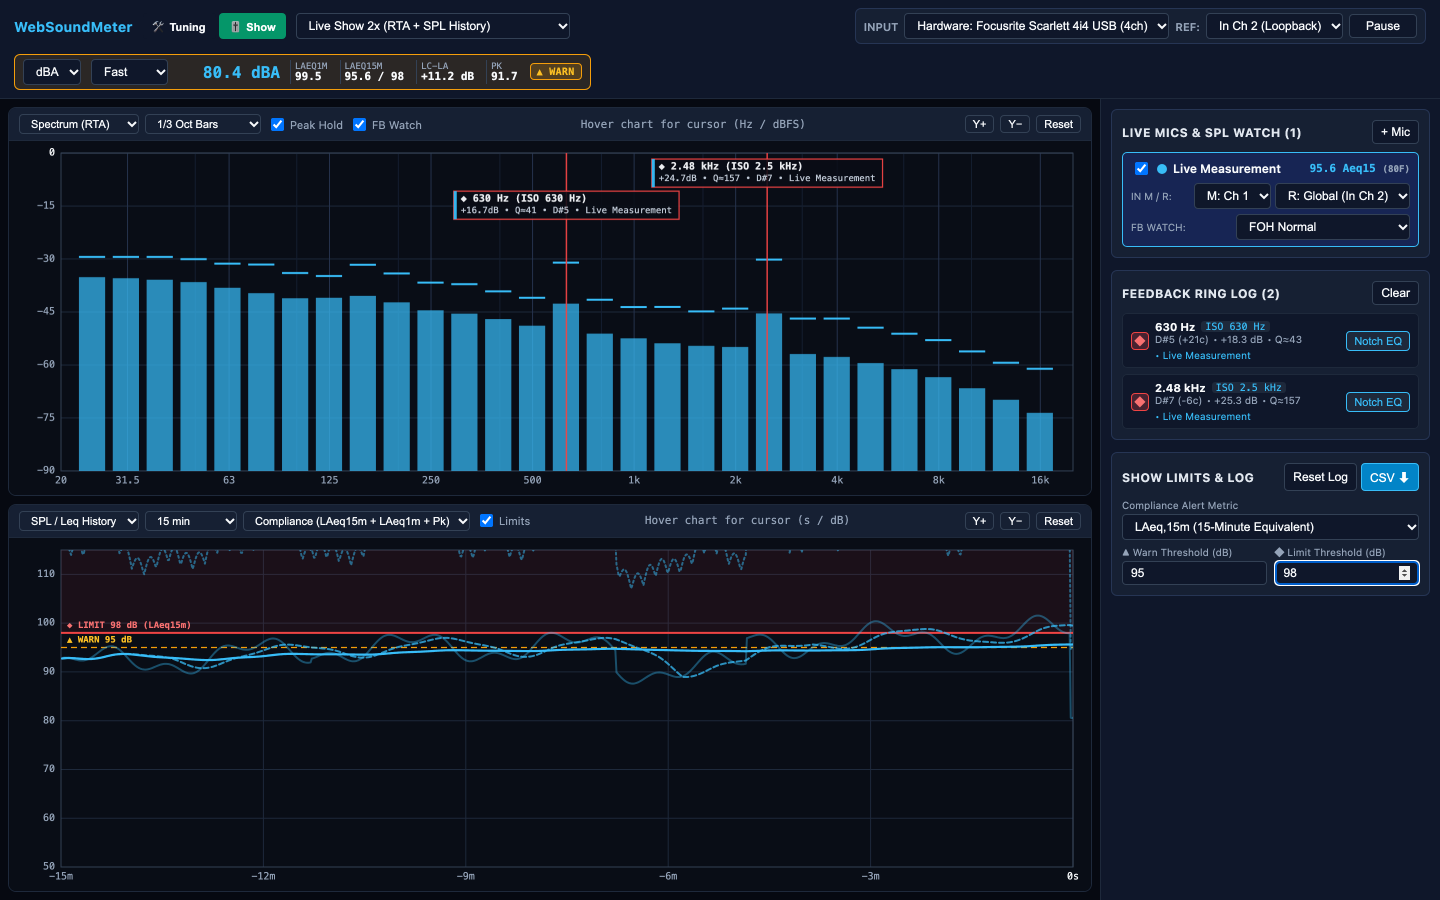 WebSoundMeter
🛠 Tuning
🎚 Show
Live Show 2x (RTA + SPL History)
INPUT
Hardware: Focusrite Scarlett 4i4 USB (4ch)
REF:
In Ch 2 (Loopback)
Pause
dBA
Fast
80.4 dBA
LAEQ1M
99.5
LAEQ15M
95.6 / 98
LC–LA
+11.2 dB
PK
91.7
▲ WARN
Spectrum (RTA)
1/3 Oct Bars
Peak Hold
FB Watch
Hover chart for cursor (Hz / dBFS)
Y+
Y−
Reset
◆ 2.48 kHz (ISO 2.5 kHz)
+24.7dB • Q≈157 • D#7 • Live Measurement
◆ 630 Hz (ISO 630 Hz)
+16.7dB • Q≈41 • D#5 • Live Measurement
0
−15
−30
−45
−60
−75
−90
20
31.5
63
125
250
500
1k
2k
4k
8k
16k
SPL / Leq History
15 min
Compliance (LAeq15m + LAeq1m + Pk)
Limits
Hover chart for cursor (s / dB)
Y+
Y−
Reset
110
100
90
80
70
60
50
◆ LIMIT 98 dB (LAeq15m)
▲ WARN 95 dB
−15m
−12m
−9m
−6m
−3m
0s
LIVE MICS & SPL WATCH (1)
+ Mic
Live Measurement
95.6 Aeq15 (80F)
IN M / R:
M: Ch 1
R: Global (In Ch 2)
FB WATCH:
FOH Normal
FEEDBACK RING LOG (2)
Clear
630 Hz ISO 630 Hz
D#5 (+21c) • +18.3 dB • Q≈43
• Live Measurement
Notch EQ
2.48 kHz ISO 2.5 kHz
D#7 (-6c) • +25.3 dB • Q≈157
• Live Measurement
Notch EQ
SHOW LIMITS & LOG
Reset Log
CSV ⬇
Compliance Alert Metric
LAeq,15m (15-Minute Equivalent)
▲ Warn Threshold (dB)
◆ Limit Threshold (dB)
95
98